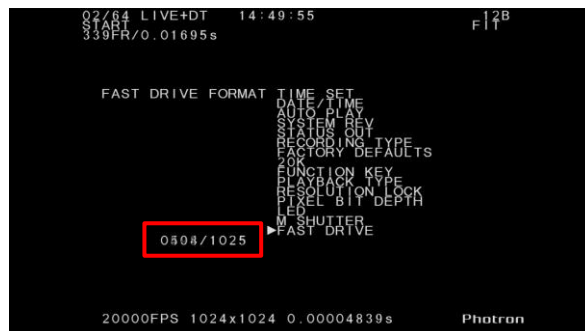 02/64 LIVE+DT 14:49:55 12B
START FIT
339FR/0.01695s
FAST DRIVE FORMAT TIME SET
DATE/TIME
AUTO PLAY
SYSTEM REV
STATUS OUT
RECORDING TYPE
FACTORY DEFAULTS
20K
FUNCTION KEY
PLAYBACK TYPE
RESOLUTION LOCK
PIXEL BIT DEPTH
LED
M SHUTTER
▶FAST DRIVE
20000FPS 1024x1024 0.00004839s Photron